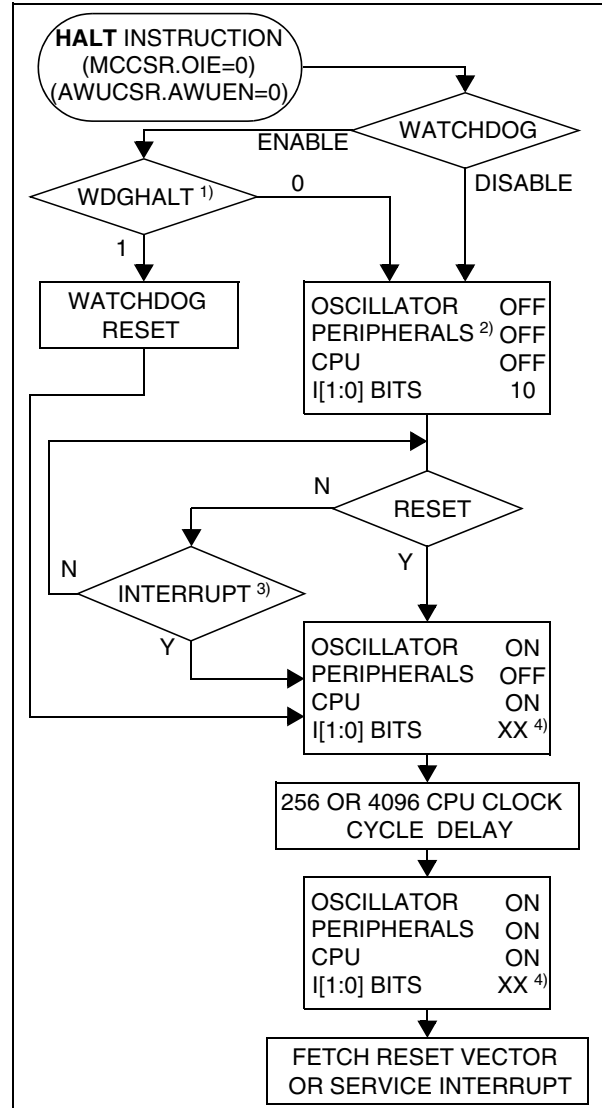 HALT INSTRUCTION
(MCCSR.OIE=0)
(AWUCSR.AWUEN=0)
WATCHDOG
ENABLE
DISABLE
WDGHALT 1)
0
1
WATCHDOG
RESET
OSCILLATOR OFF
PERIPHERALS 2) OFF
CPU OFF
I[1:0] BITS 10
RESET
N
Y
INTERRUPT 3)
N
Y
OSCILLATOR ON
PERIPHERALS OFF
CPU ON
I[1:0] BITS XX 4)
256 OR 4096 CPU CLOCK
CYCLE DELAY
OSCILLATOR ON
PERIPHERALS ON
CPU ON
I[1:0] BITS XX 4)
FETCH RESET VECTOR
OR SERVICE INTERRUPT